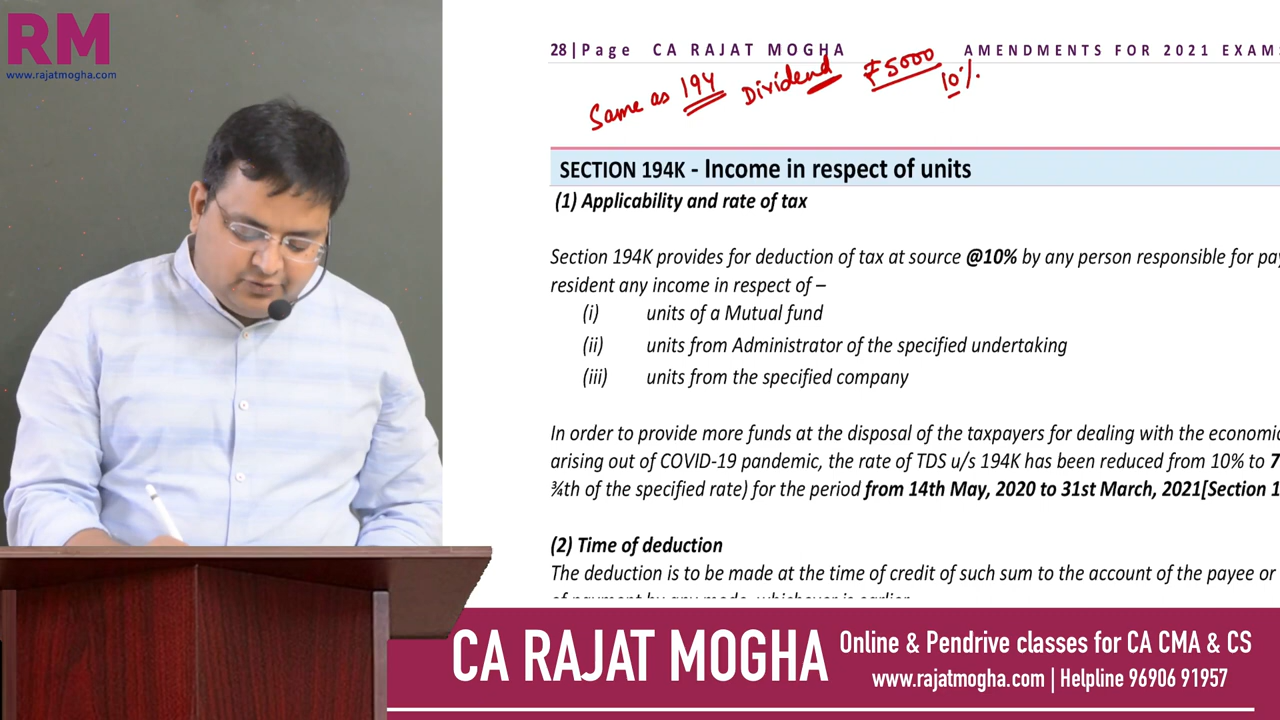 RM
www.rajatmogha.com
28|Page CA RAJAT MOGHA AMENDMENTS FOR 2021 EXAM
Same as 194 Dividend ₹5000 10%
SECTION 194K - Income in respect of units
(1) Applicability and rate of tax
Section 194K provides for deduction of tax at source @10% by any person responsible for pay
resident any income in respect of –
(i) units of a Mutual fund
(ii) units from Administrator of the specified undertaking
(iii) units from the specified company
In order to provide more funds at the disposal of the taxpayers for dealing with the economic
arising out of COVID-19 pandemic, the rate of TDS u/s 194K has been reduced from 10% to 7
¾th of the specified rate) for the period from 14th May, 2020 to 31st March, 2021[Section 1
(2) Time of deduction
The deduction is to be made at the time of credit of such sum to the account of the payee or
of payment by any mode, whichever is earlier
CA RAJAT MOGHA
Online & Pendrive classes for CA CMA & CS
www.rajatmogha.com | Helpline 96906 91957